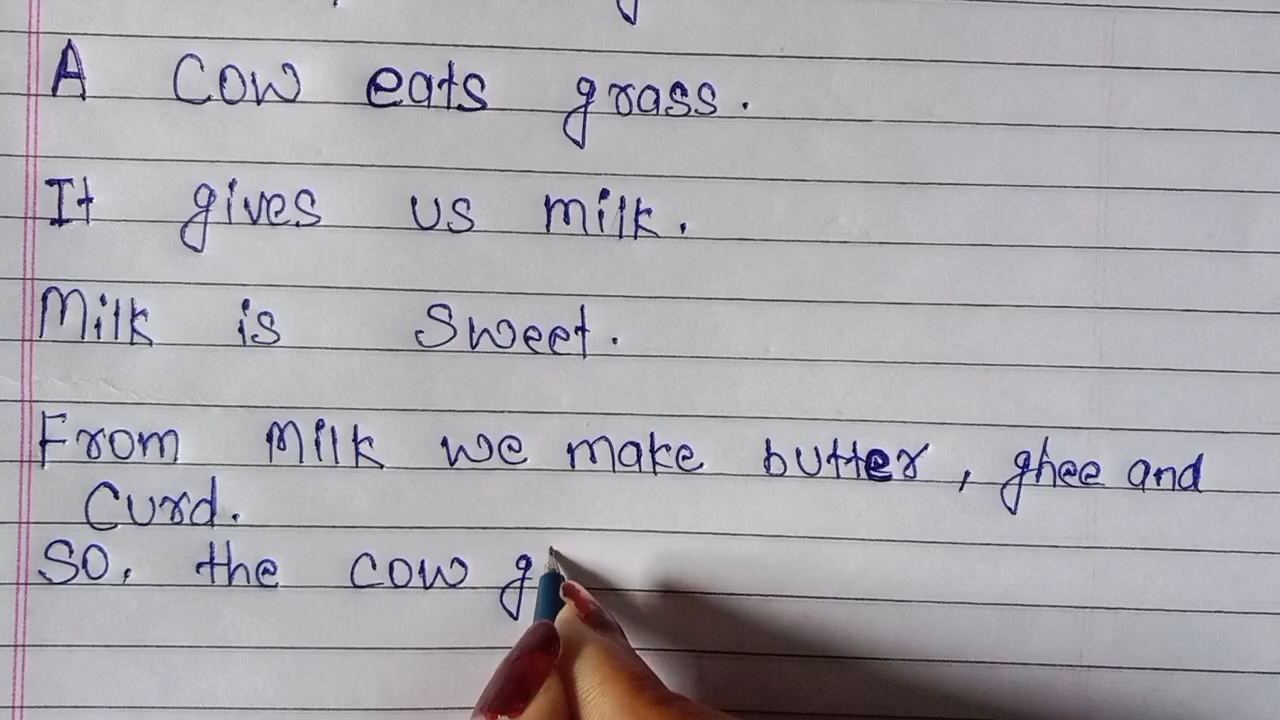 A cow eats grass.
It gives us milk.
Milk is sweet.
From milk we make butter, ghee and
curd.
So, the cow g